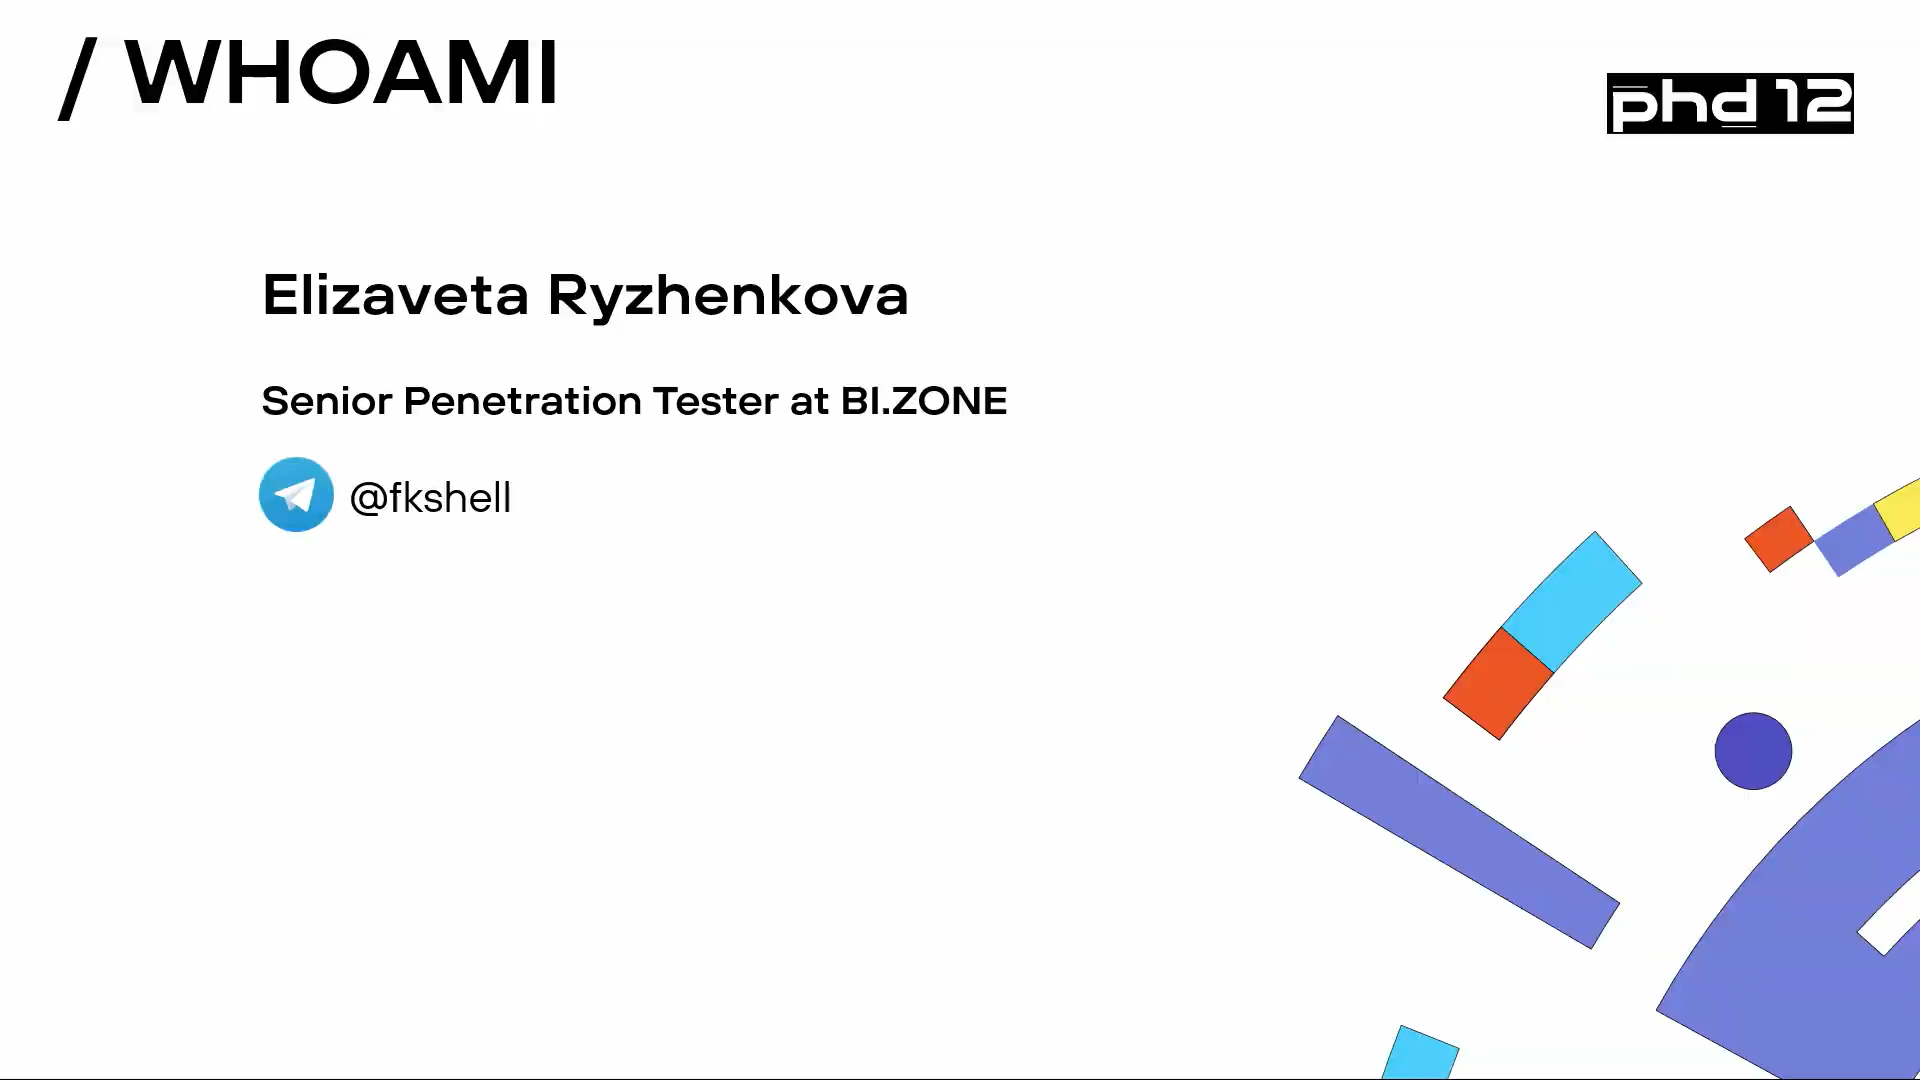 / WHOAMI
phd 12
Elizaveta Ryzhenkova
Senior Penetration Tester at BI.ZONE
@fkshell